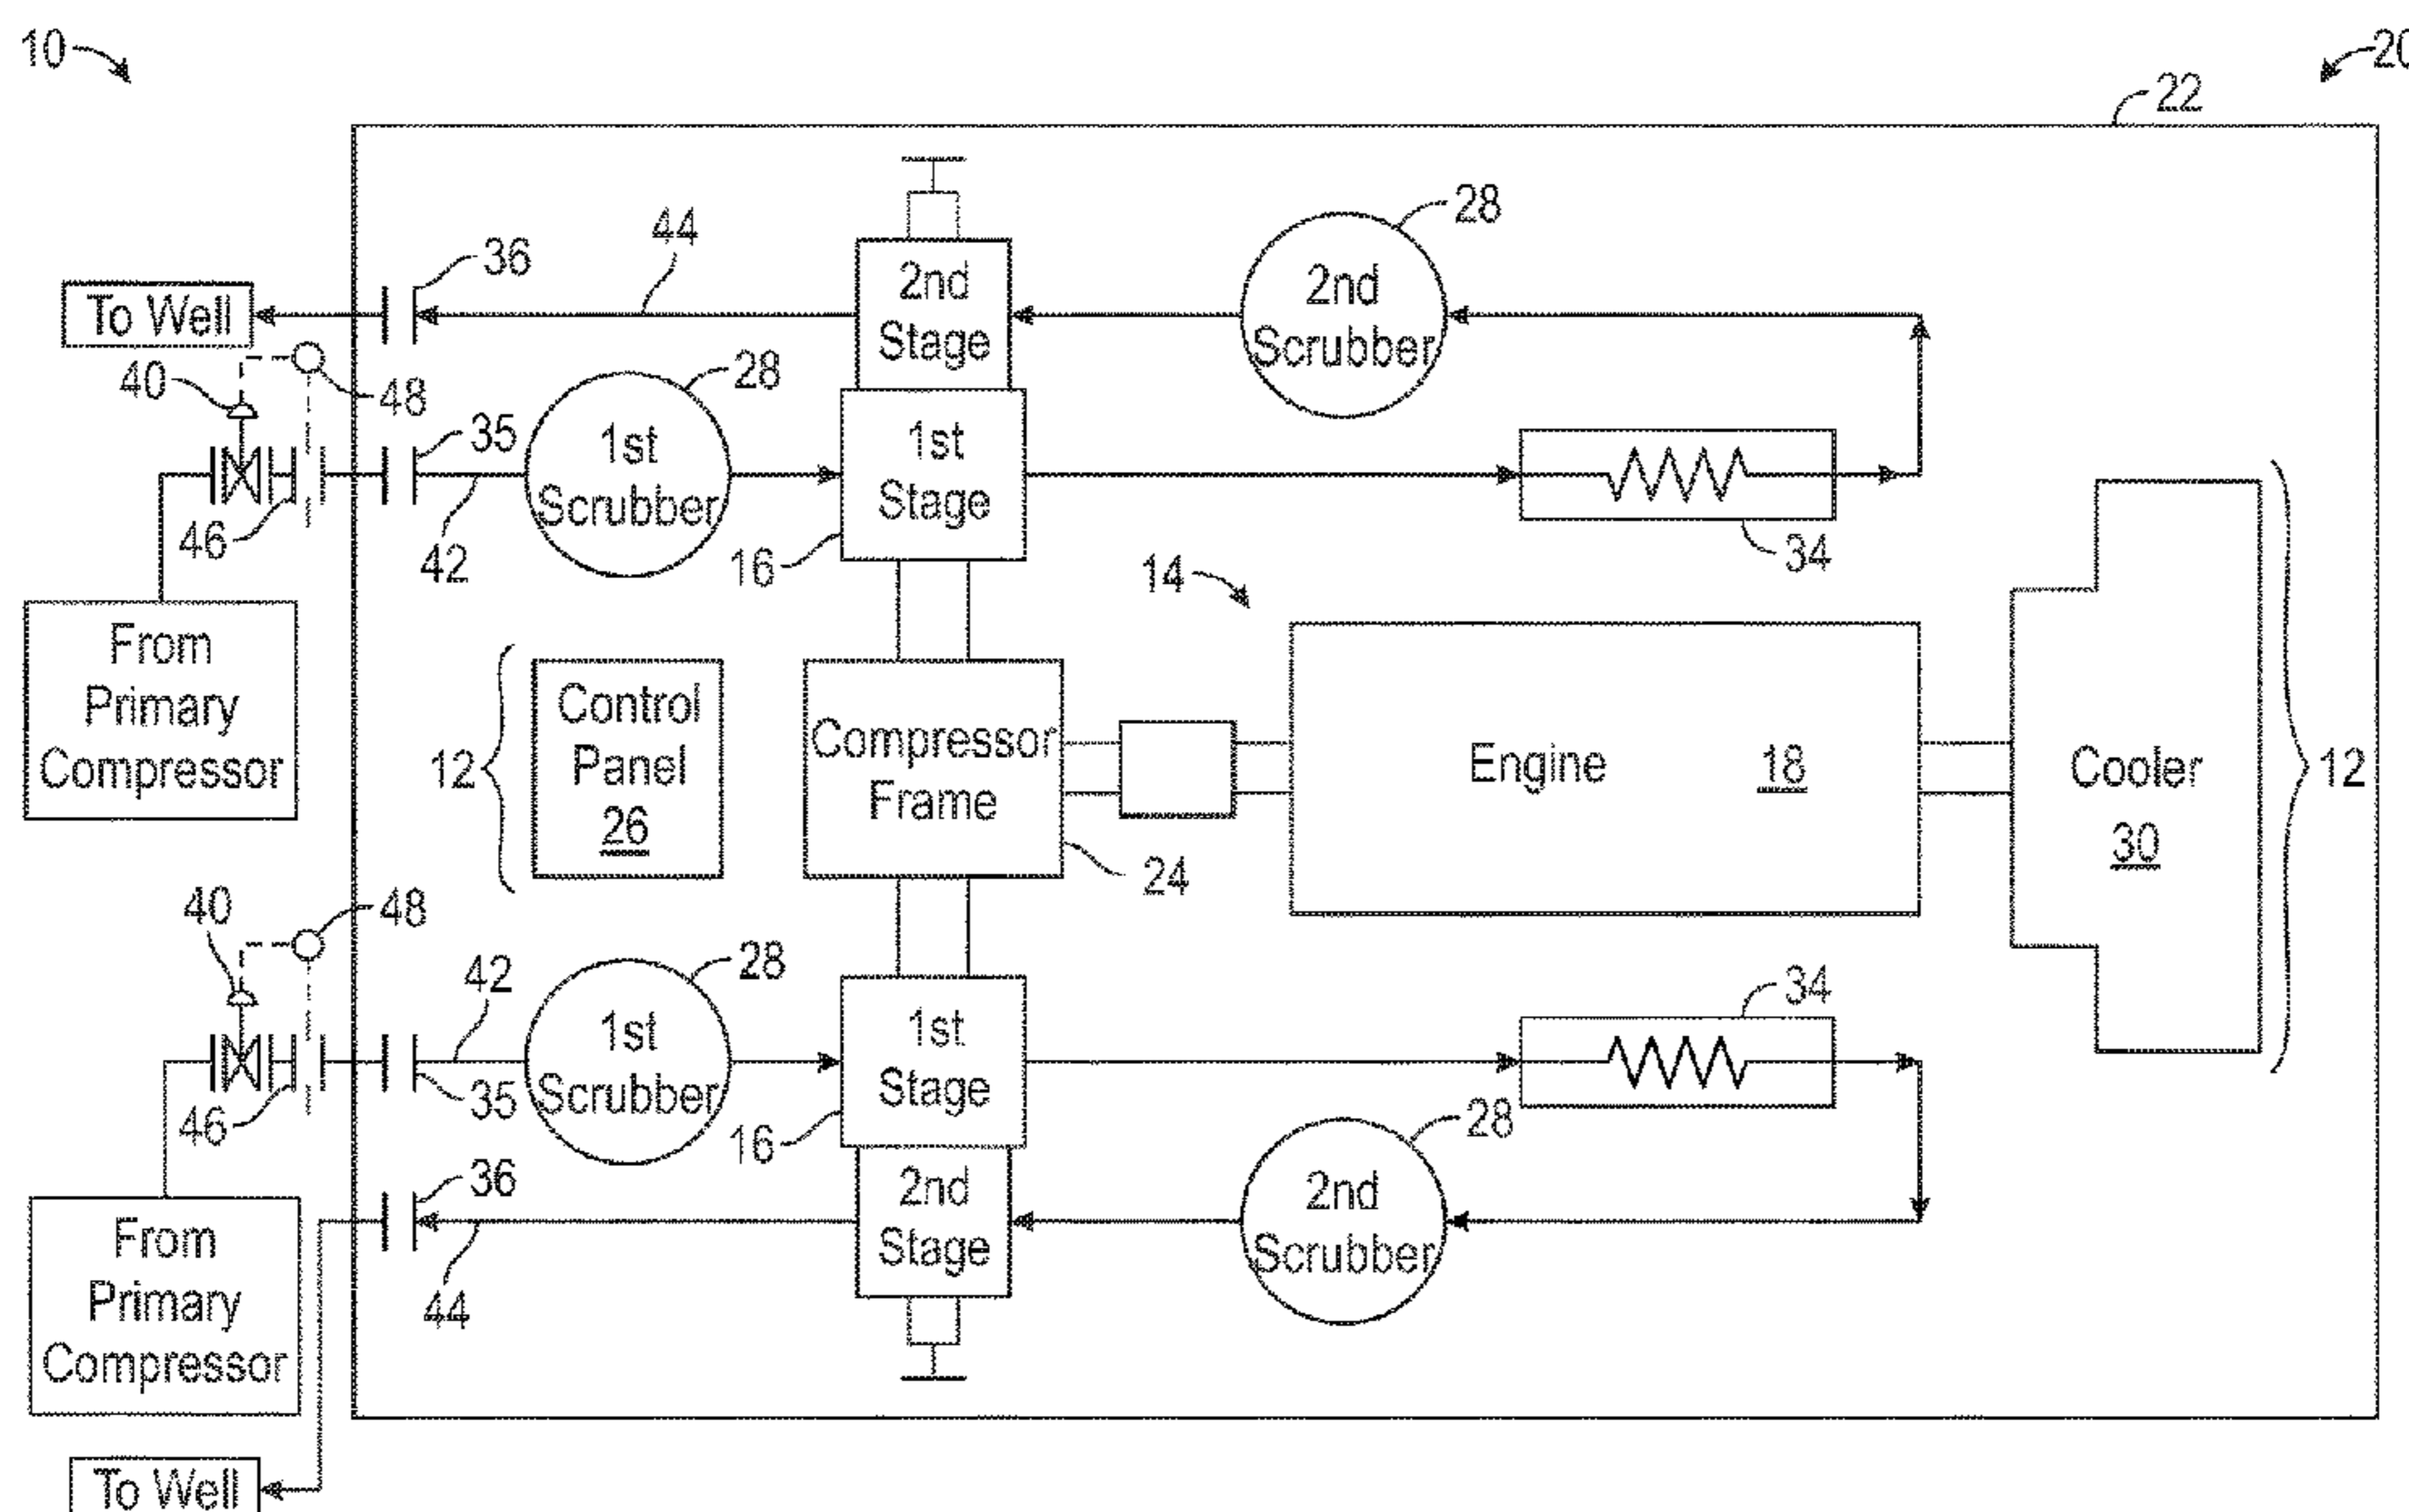 10
20
22
28
44
36
2nd
Stage
2nd
Scrubber
To Well
40
48
28
35
1st
Scrubber
1st
Stage
46
42
16
34
14
From
Primary
Compressor
12
Control
Panel
26
Compressor
Frame
24
Engine 18
Cooler
30
12
40
48
42
28
34
1st
Scrubber
1st
Stage
46
35
16
28
36
2nd
Stage
2nd
Scrubber
44
From
Primary
Compressor
To Well